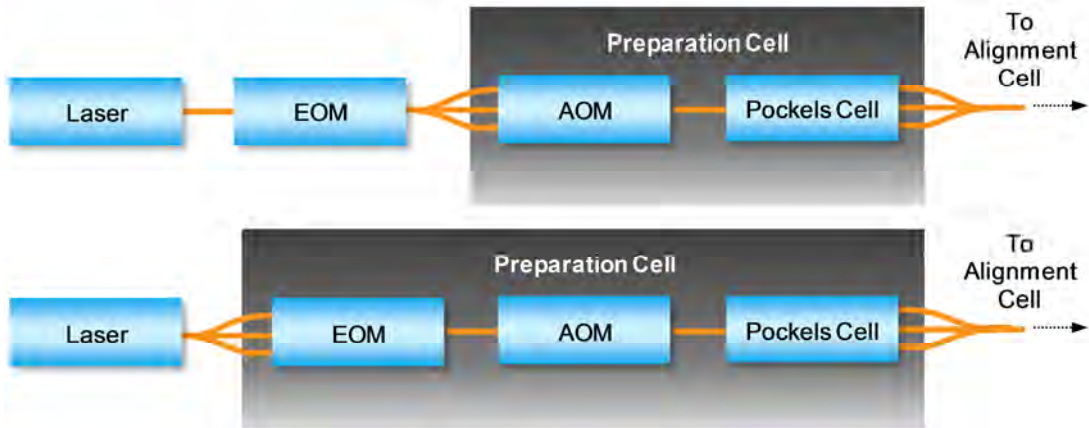 Preparation Cell
To
Alignment
Cell
Laser
EOM
AOM
Pockels Cell
Preparation Cell
To
Alignment
Cell
Laser
EOM
AOM
Pockels Cell